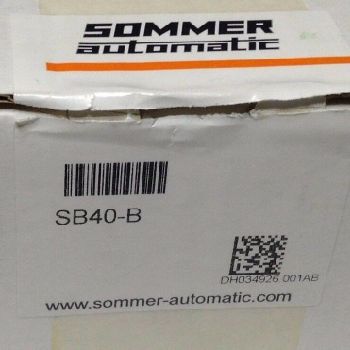 SOMMER
automatic
SB40-B
DH034926 001AB
www.sommer-automatic.com